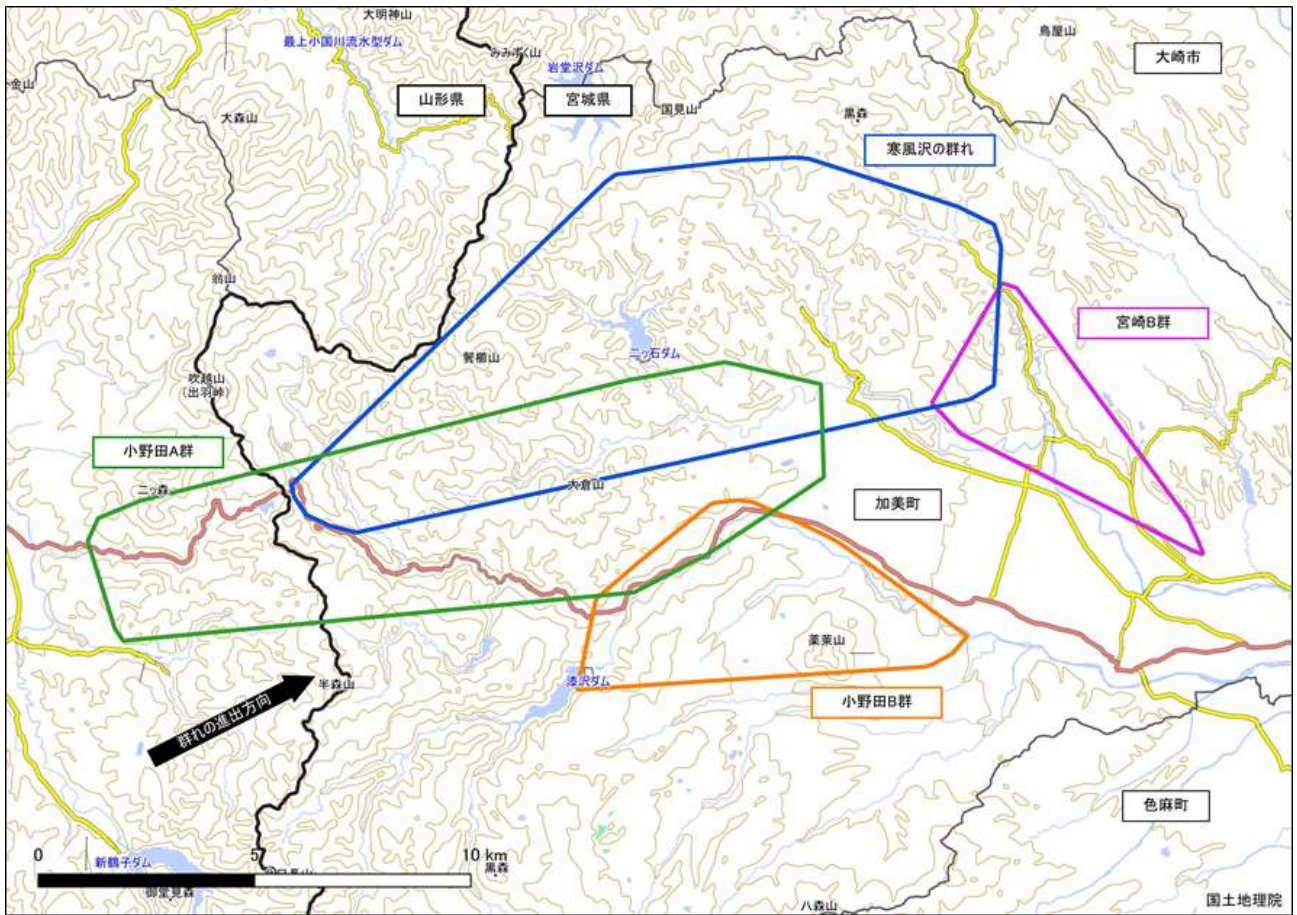 大明神山
鳥屋山
最上小国川流水型ダム
みみずく山
大崎市
岩堂沢ダム
金山
山形県
宮城県
国見山
大森山
黒森
寒風沢の群れ
翁山
宮崎B群
二ッ石ダム
吹越山
(出羽峠)
小野田A群
二ッ森
大倉山
加美町
薬莱山
漆沢ダム
半森山
小野田B群
群れの進出方向
色麻町
0
5
10 km
新鶴子ダム
黒森
御堂見森
八森山
国土地理院